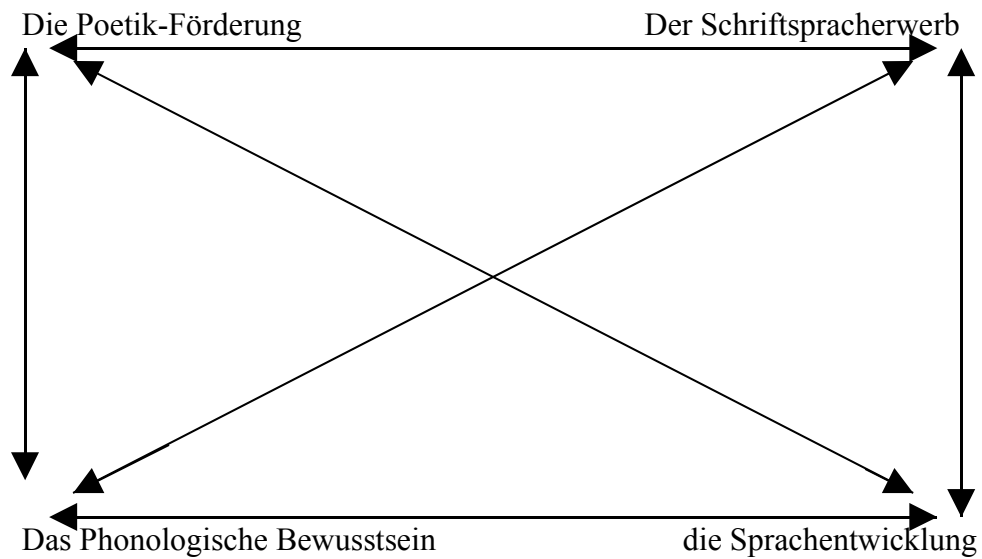 Die Poetik-Förderung
Der Schriftspracherwerb
Das Phonologische Bewusstsein
die Sprachentwicklung